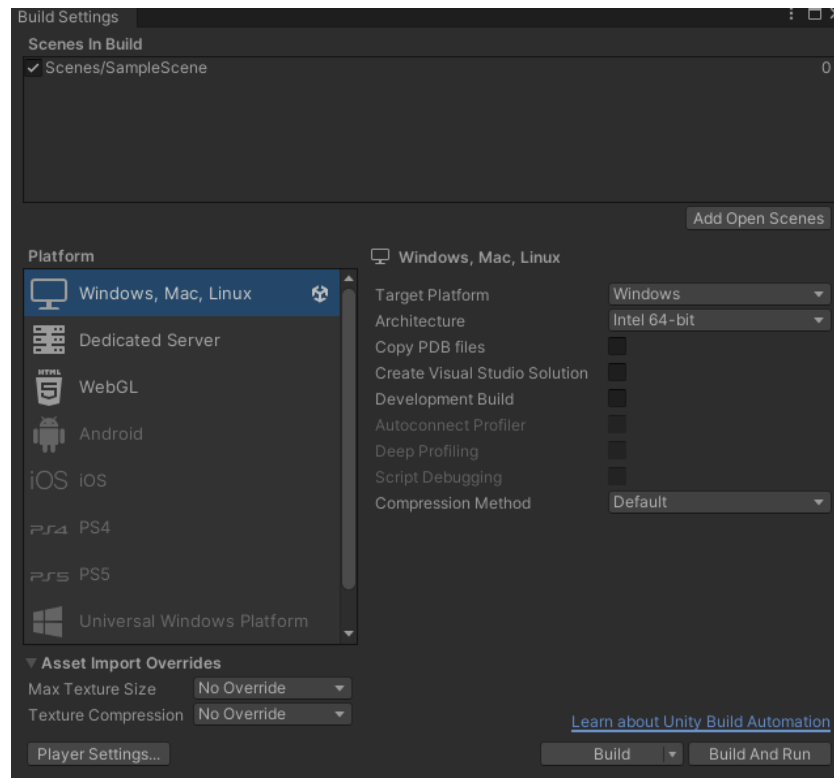 Build Settings
Scenes In Build
Scenes/SampleScene 0
Add Open Scenes
Platform
Windows, Mac, Linux
Dedicated Server
HTML 5 WebGL
Android
iOS iOS
PS4 PS4
PS5 PS5
Universal Windows Platform
Windows, Mac, Linux
Target Platform Windows
Architecture Intel 64-bit
Copy PDB files
Create Visual Studio Solution
Development Build
Autoconnect Profiler
Deep Profiling
Script Debugging
Compression Method Default
Asset Import Overrides
Max Texture Size No Override
Texture Compression No Override
Learn about Unity Build Automation
Player Settings... Build Build And Run